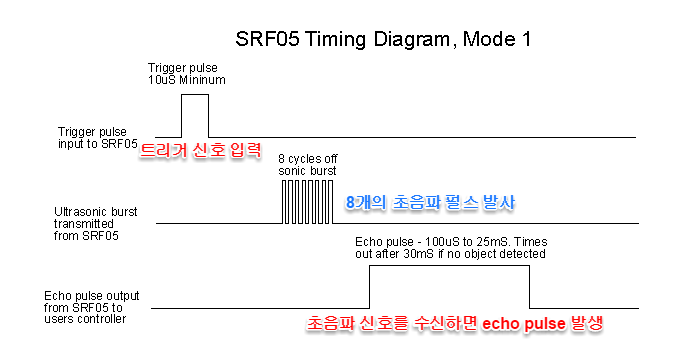 SRF05 Timing Diagram, Mode 1
Trigger pulse
10uS Mininum
Trigger pulse
input to SRF05
트리거 신호 입력
8 cycles off
sonic burst
8개의 초음파 펄스 발사
Ultrasonic burst
transmitted
from SRF05
Echo pulse - 100uS to 25mS. Times
out after 30mS if no object detected
Echo pulse output
from SRF05 to
users controller
초음파 신호를 수신하면 echo pulse 발생